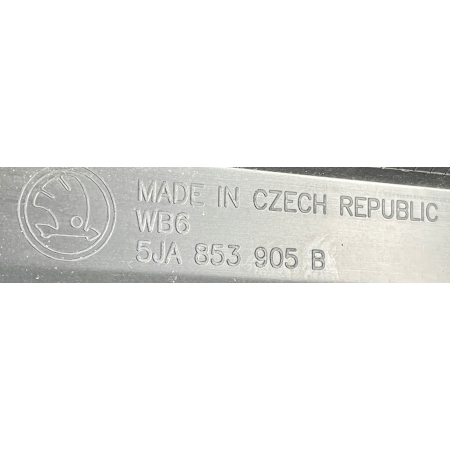 MADE IN CZECH REPUBLIC
WB6
5JA 853 905 B